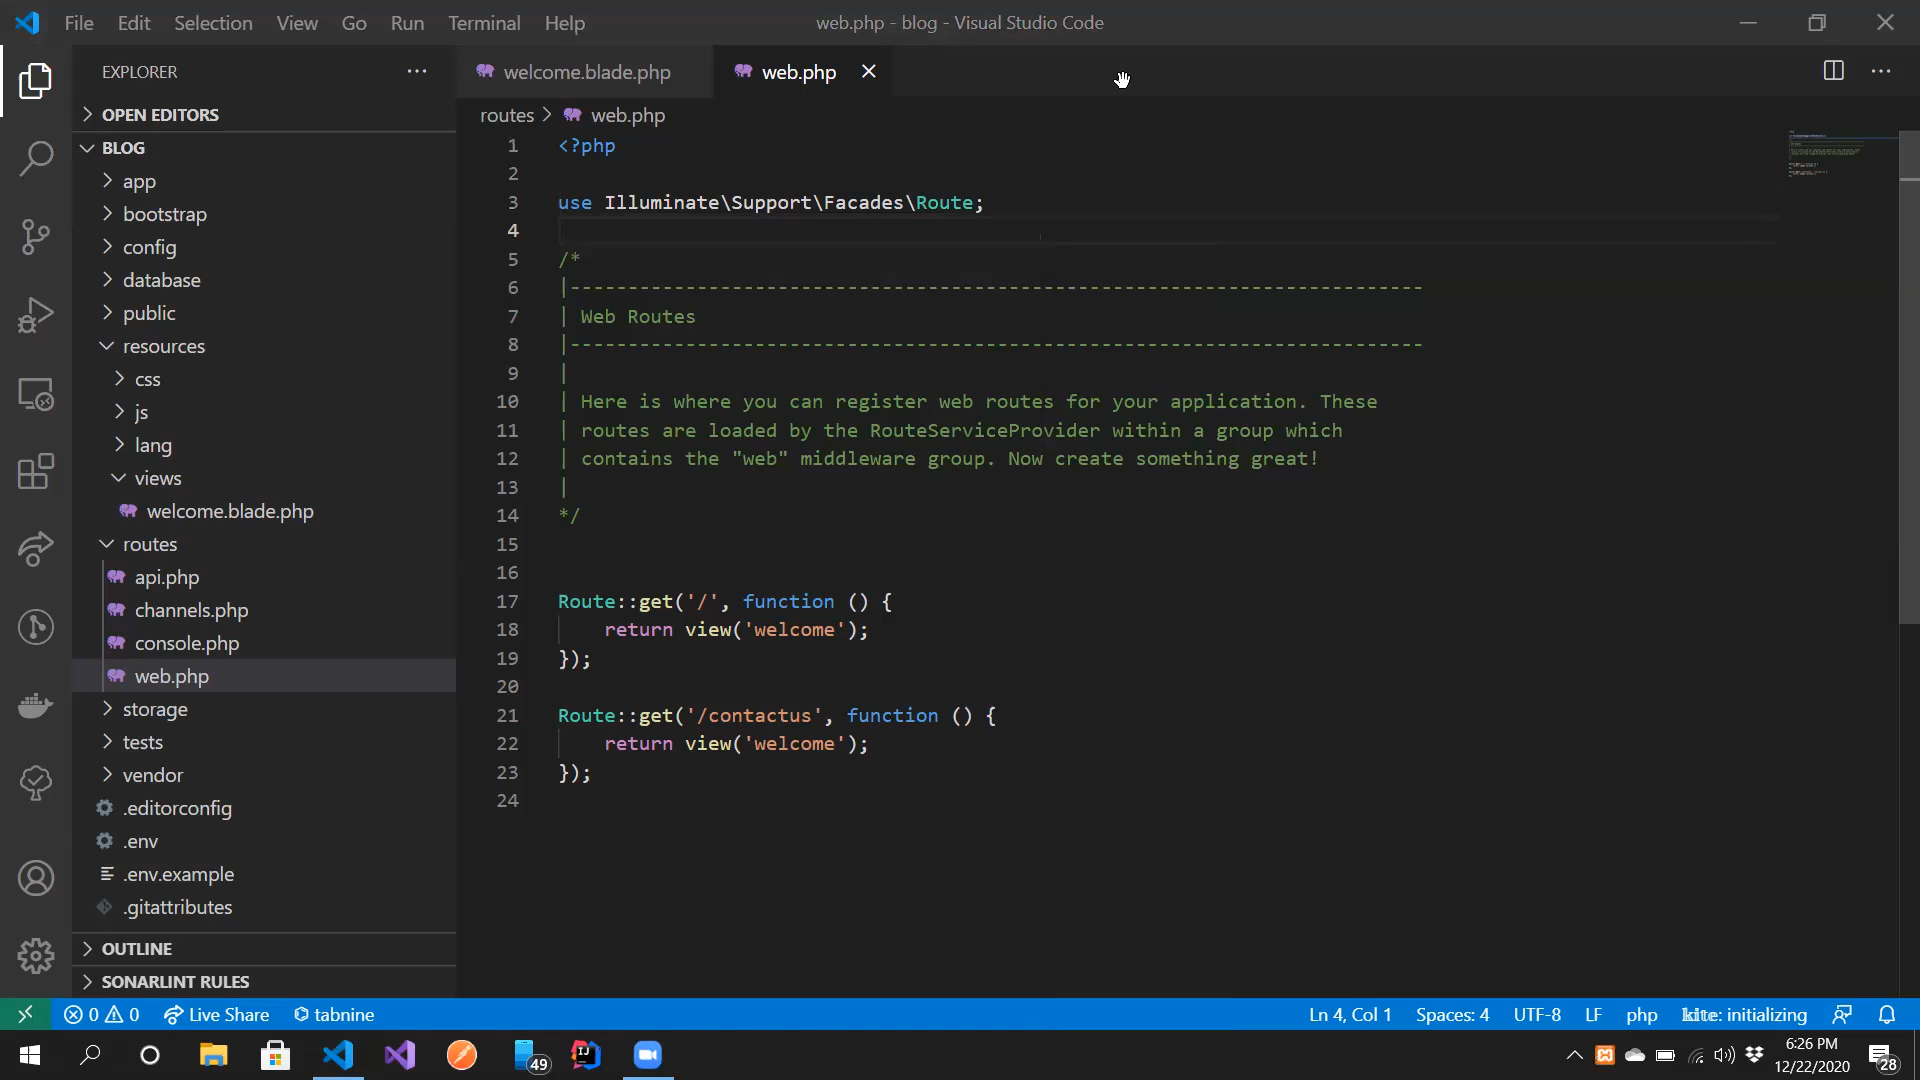 File Edit Selection View Go Run Terminal Help
web.php - blog - Visual Studio Code
EXPLORER
OPEN EDITORS
BLOG
app
bootstrap
config
database
public
resources
css
js
lang
views
welcome.blade.php
routes
api.php
channels.php
console.php
web.php
storage
tests
vendor
.editorconfig
.env
.env.example
.gitattributes
OUTLINE
SONARLINT RULES
welcome.blade.php web.php
routes > web.php
1 <?php
2
3 use Illuminate\Support\Facades\Route;
4
5 /*
6 |--------------------------------------------------------------------------
7 | Web Routes
8 |--------------------------------------------------------------------------
9 |
10 | Here is where you can register web routes for your application. These
11 | routes are loaded by the RouteServiceProvider within a group which
12 | contains the "web" middleware group. Now create something great!
13 |
14 */
15
16
17 Route::get('/', function () {
18 return view('welcome');
19 });
20
21 Route::get('/contactus', function () {
22 return view('welcome');
23 });
24
0 0 Live Share tabnine Ln 4, Col 1 Spaces: 4 UTF-8 LF php kite: initializing
49
6:26 PM
12/22/2020
28